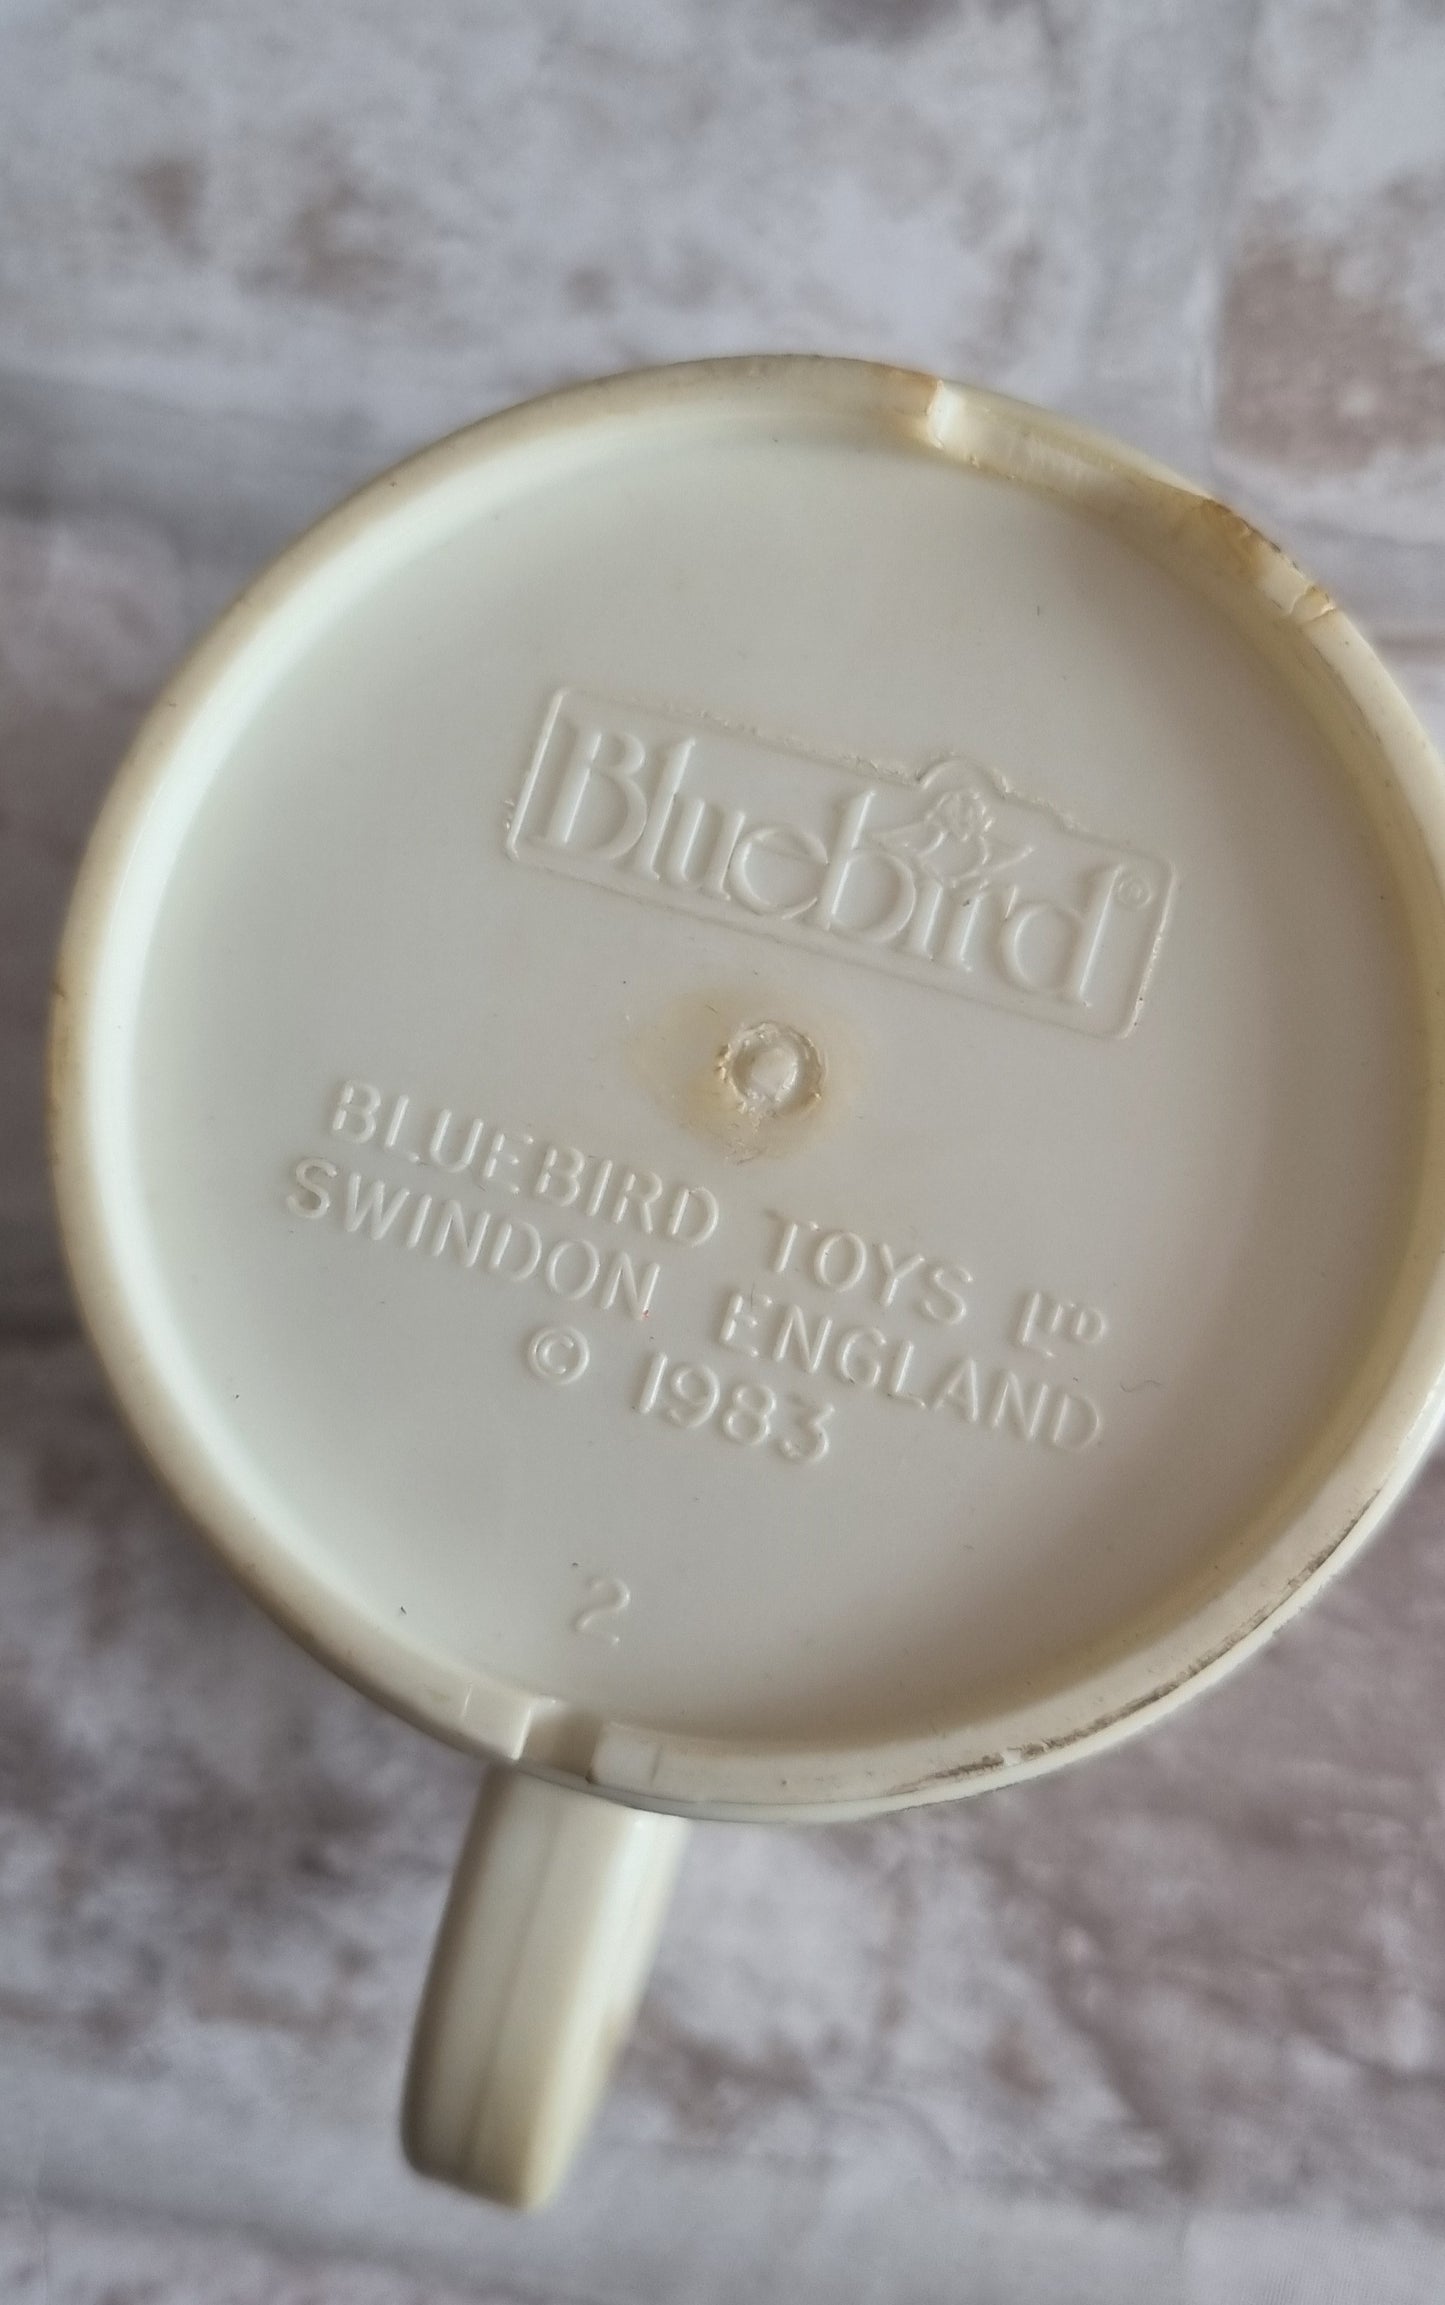 Bluebird®
BLUEBIRD TOYS LTD
SWINDON ENGLAND
© 1983
2